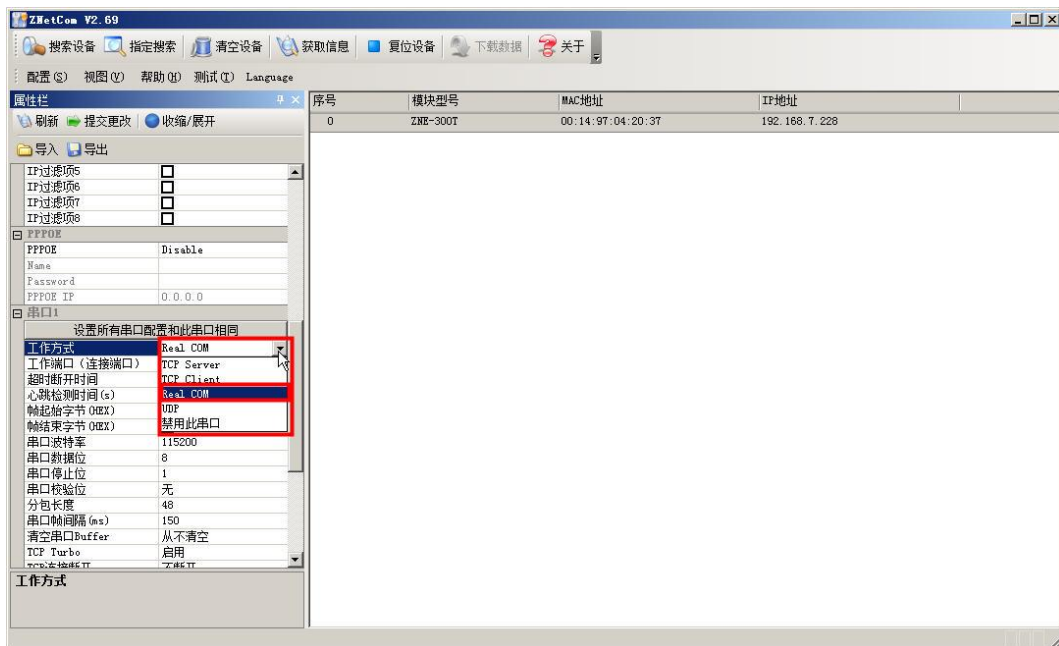 ZNetCom V2.69
搜索设备 指定搜索 清空设备 获取信息 复位设备 下载数据 关于
配置(S) 视图(V) 帮助(H) 测试(T) Language
属性栏
刷新 提交更改 收缩/展开
导入 导出
序号 模块型号 MAC地址 IP地址
0 ZNE-300T 00:14:97:04:20:37 192.168.7.228
IP过滤项5
IP过滤项6
IP过滤项7
IP过滤项8
PPPOE
PPPOE Disable
Name
Password
PPPOE IP 0.0.0.0
串口1
设置所有串口配置和此串口相同
工作方式 Real COM
工作端口(连接端口) TCP Server
超时断开时间 TCP Client
心跳检测时间(s) Real COM
帧起始字节(HEX) UDP
帧结束字节(HEX) 禁用此串口
串口波特率 115200
串口数据位 8
串口停止位 1
串口校验位 无
分包长度 48
串口帧间隔(ms) 150
清空串口Buffer 从不清空
TCP Turbo 启用
TCP连接断开 不断开
工作方式